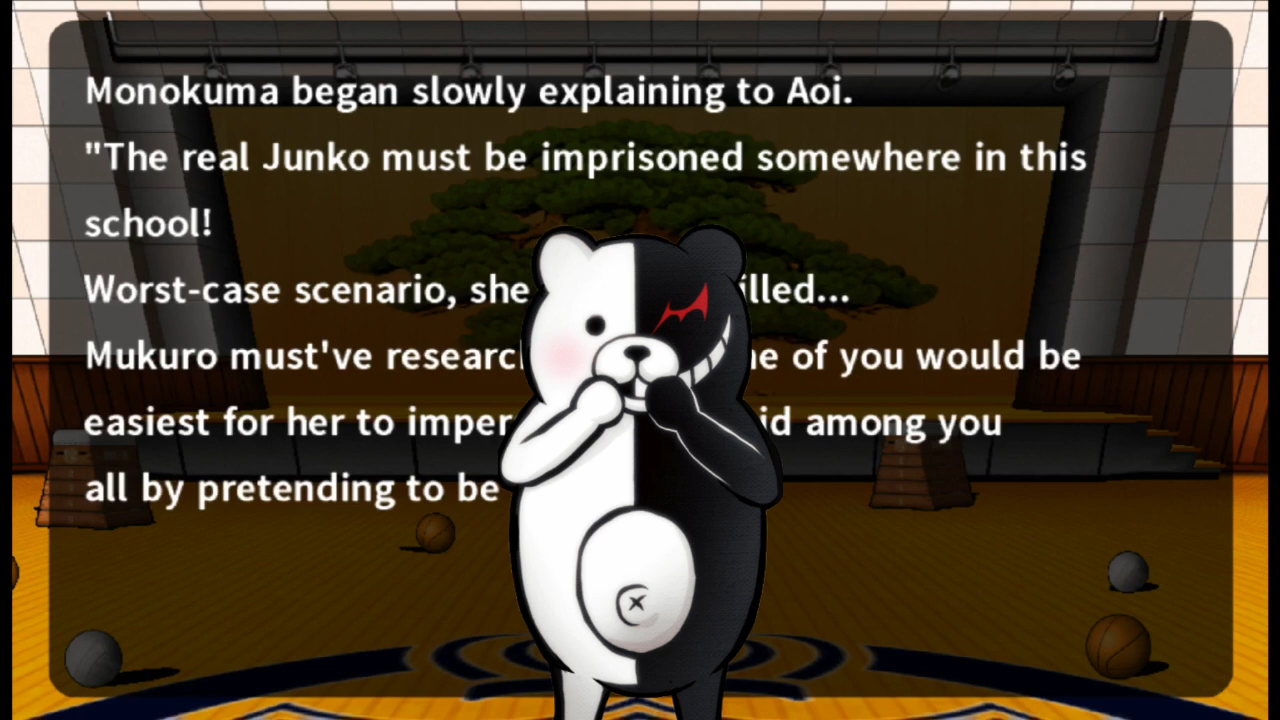 Monokuma began slowly explaining to Aoi.
"The real Junko must be imprisoned somewhere in this
school!
Worst-case scenario, she illed...
Mukuro must've researc e of you would be
easiest for her to imper id among you
all by pretending to be